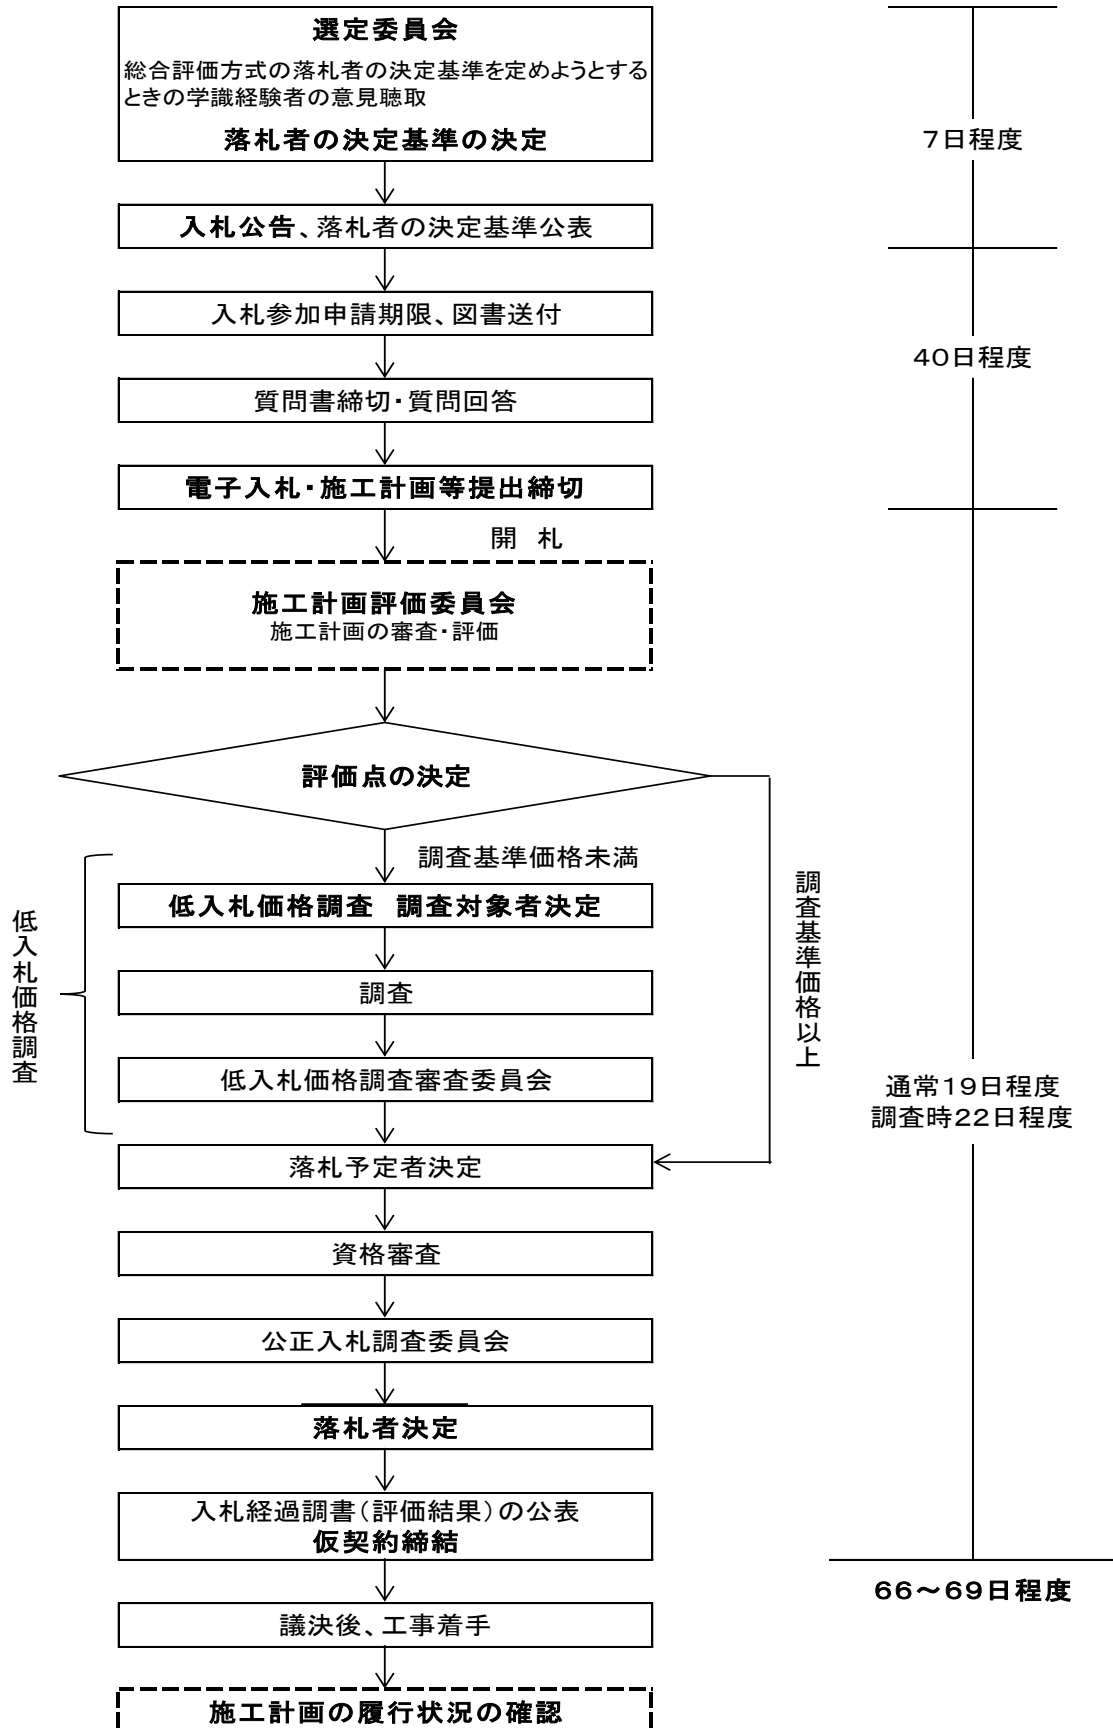 選定委員会
総合評価方式の落札者の決定基準を定めようとする
ときの学識経験者の意見聴取
落札者の決定基準の決定
7日程度
入札公告、落札者の決定基準公表
入札参加申請期限、図書送付
40日程度
質問書締切・質問回答
電子入札・施工計画等提出締切
開 札
施工計画評価委員会
施工計画の審査・評価
評価点の決定
調査基準価格未満
調査基準価格以上
低入札価格調査
低入札価格調査 調査対象者決定
調査
低入札価格調査審査委員会
通常19日程度
調査時22日程度
落札予定者決定
資格審査
公正入札調査委員会
落札者決定
入札経過調書(評価結果)の公表
仮契約締結
66～69日程度
議決後、工事着手
施工計画の履行状況の確認